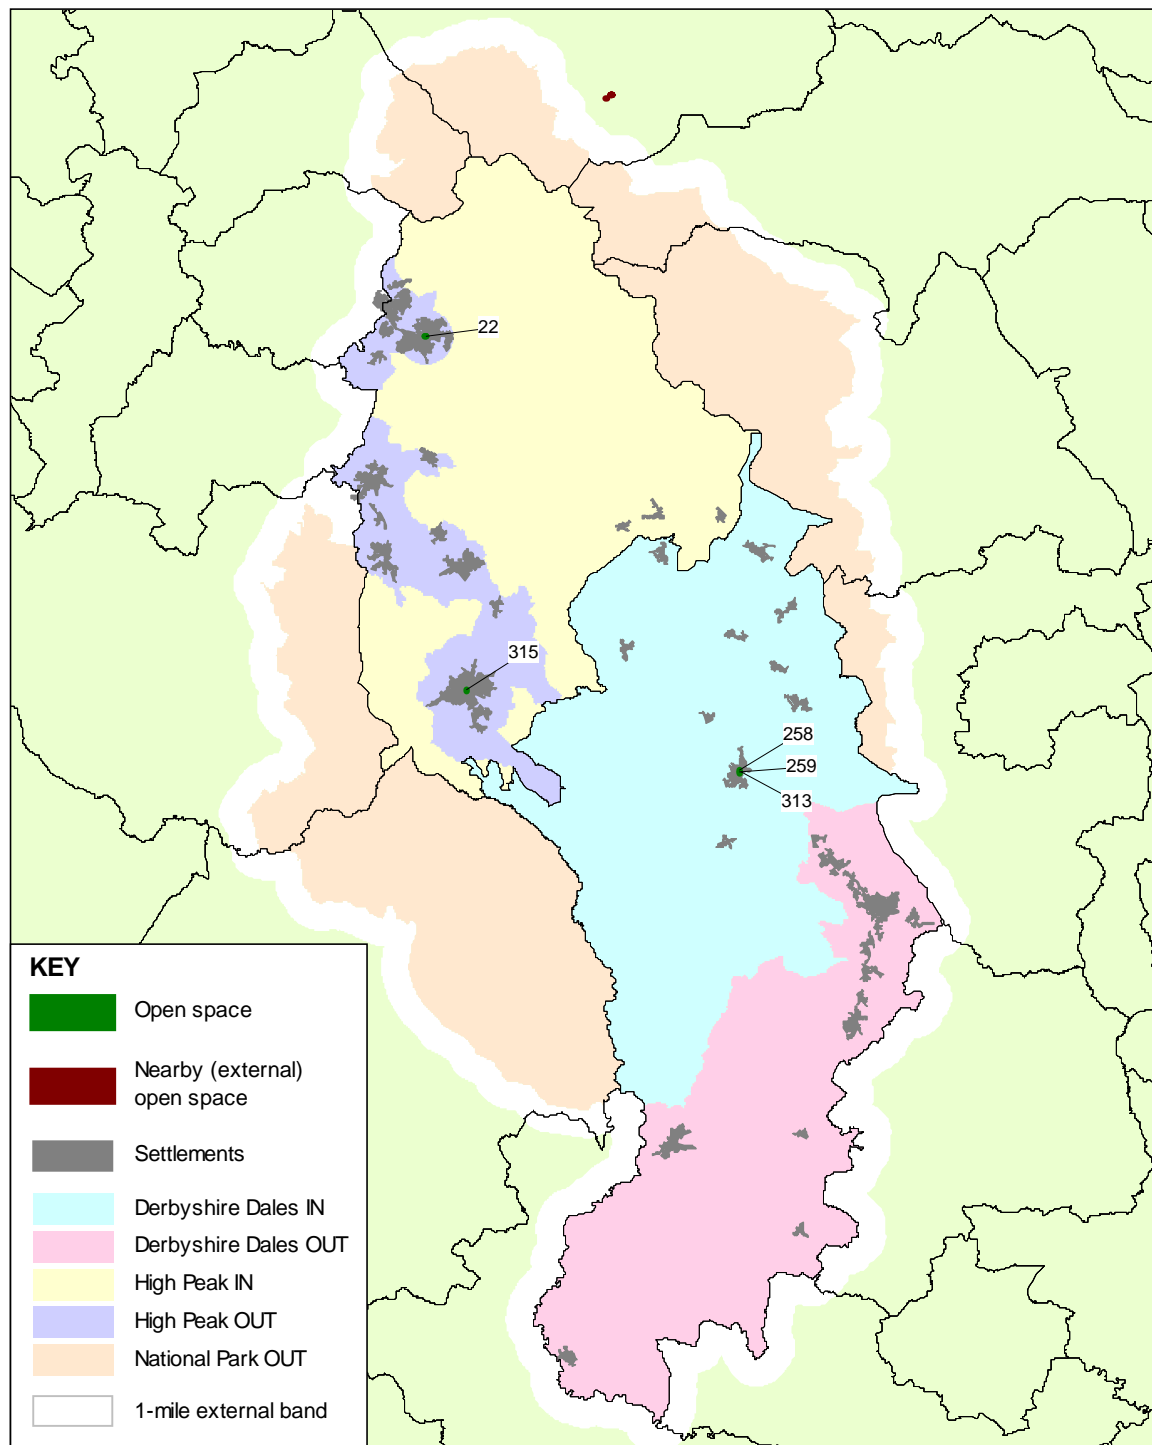 22
315
258
259
313
KEY
Open space
Nearby (external)
open space
Settlements
Derbyshire Dales IN
Derbyshire Dales OUT
High Peak IN
High Peak OUT
National Park OUT
1-mile external band